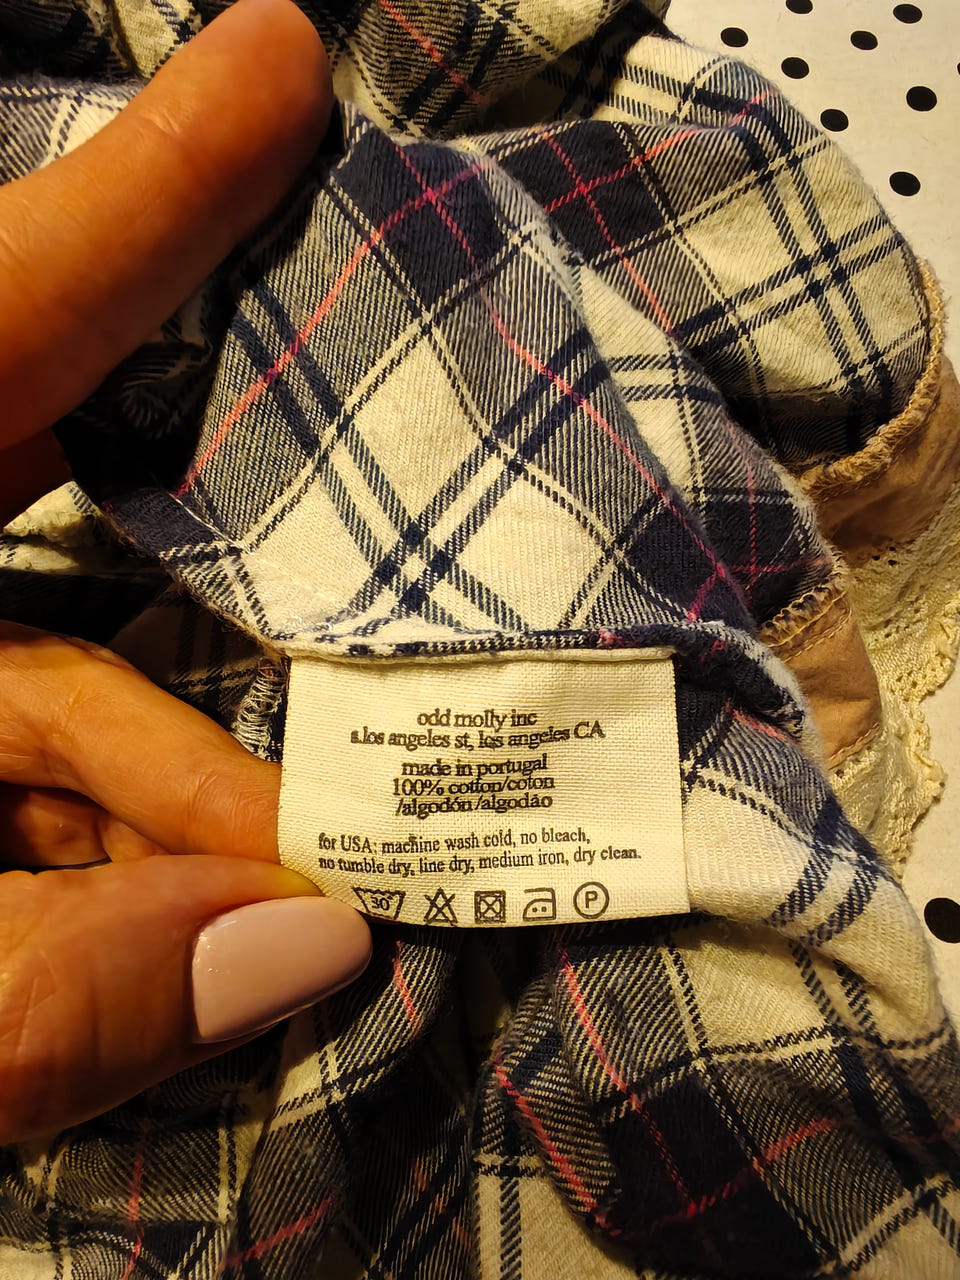 odd molly inc
s.los angeles st, los angeles CA
made in portugal
100% cotton/coton
/algodón/algodão
for USA: machine wash cold, no bleach,
no tumble dry, line dry, medium iron, dry clean.
30 P